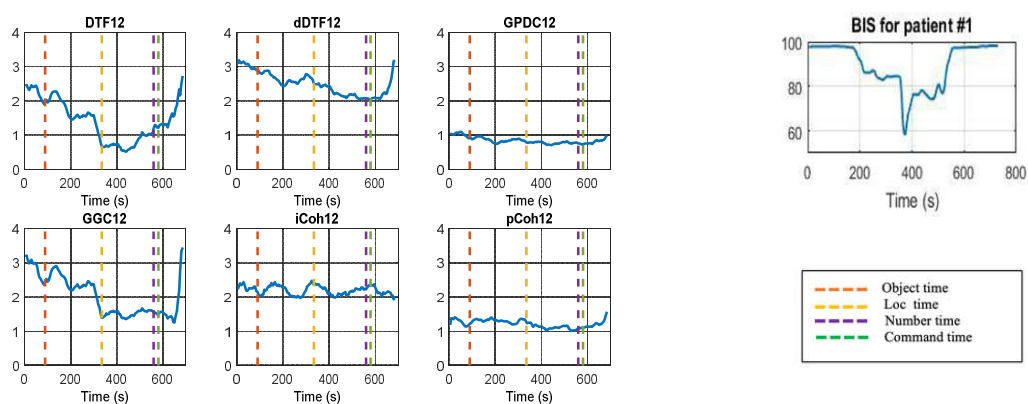 DTF12
4
3
2
1
0
0 200 400 600
Time (s)
dDTF12
4
3
2
1
0
0 200 400 600
Time (s)
GPDC12
4
3
2
1
0
0 200 400 600
Time (s)
GGC12
4
3
2
1
0
0 200 400 600
Time (s)
iCoh12
4
3
2
1
0
0 200 400 600
Time (s)
pCoh12
4
3
2
1
0
0 200 400 600
Time (s)
BIS for patient #1
100
80
60
0 200 400 600 800
Time (s)
Object time
Loc time
Number time
Command time